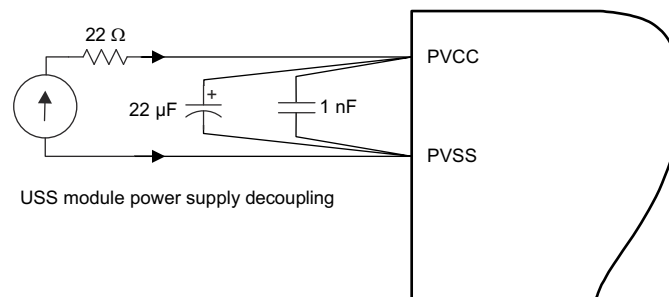 22 Ω
PVCC
+
22 µF
1 nF
PVSS
USS module power supply decoupling